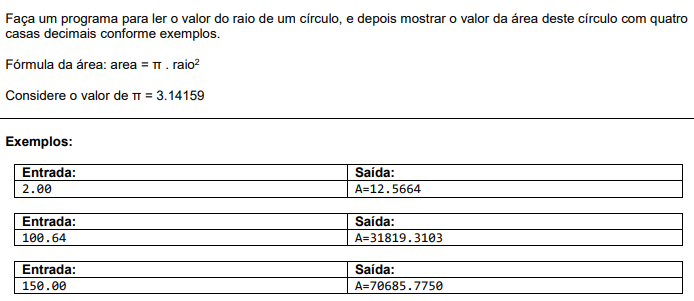 Faça um programa para ler o valor do raio de um círculo, e depois mostrar o valor da área deste círculo com quatro
casas decimais conforme exemplos.
Fórmula da área: area = π . raio²
Considere o valor de π = 3.14159
Exemplos:
Entrada: Saída:
2.00 A=12.5664
Entrada: Saída:
100.64 A=31819.3103
Entrada: Saída:
150.00 A=70685.7750